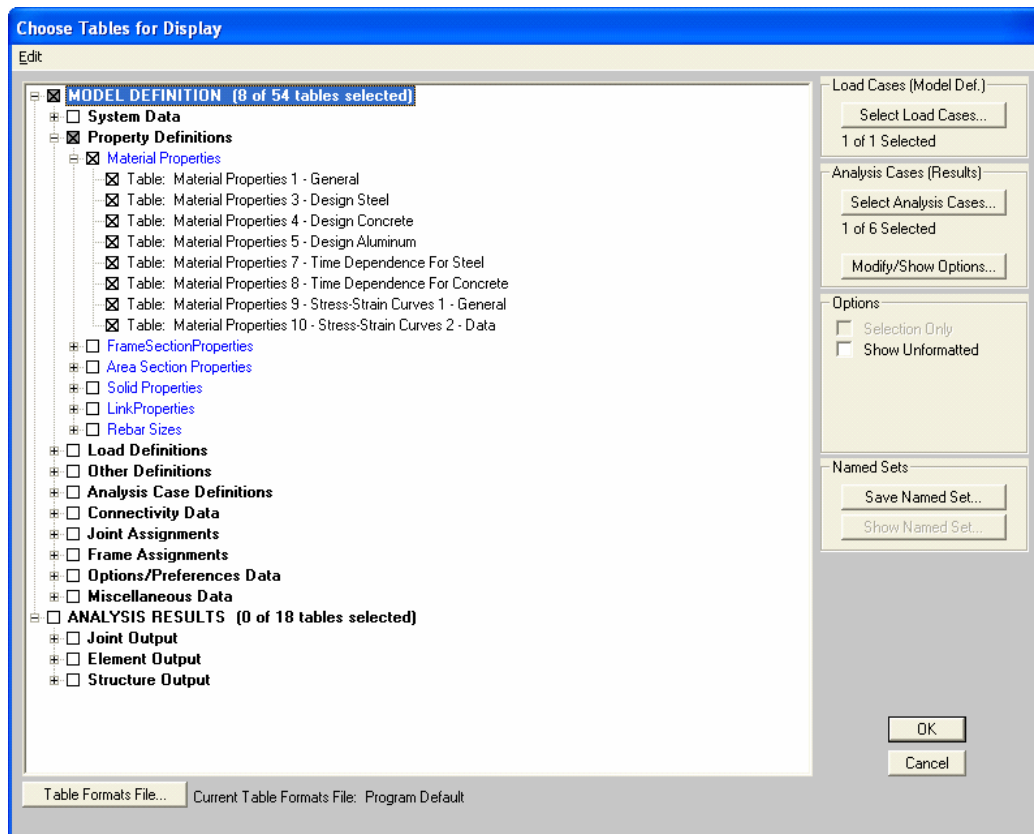 Choose Tables for Display
Edit
MODEL DEFINITION (8 of 54 tables selected)
System Data
Property Definitions
Material Properties
Table: Material Properties 1 - General
Table: Material Properties 3 - Design Steel
Table: Material Properties 4 - Design Concrete
Table: Material Properties 5 - Design Aluminum
Table: Material Properties 7 - Time Dependence For Steel
Table: Material Properties 8 - Time Dependence For Concrete
Table: Material Properties 9 - Stress-Strain Curves 1 - General
Table: Material Properties 10 - Stress-Strain Curves 2 - Data
FrameSectionProperties
Area Section Properties
Solid Properties
LinkProperties
Rebar Sizes
Load Definitions
Other Definitions
Analysis Case Definitions
Connectivity Data
Joint Assignments
Frame Assignments
Options/Preferences Data
Miscellaneous Data
ANALYSIS RESULTS (0 of 18 tables selected)
Joint Output
Element Output
Structure Output
Load Cases (Model Def.)
Select Load Cases...
1 of 1 Selected
Analysis Cases (Results)
Select Analysis Cases...
1 of 6 Selected
Modify/Show Options...
Options
Selection Only
Show Unformatted
Named Sets
Save Named Set...
Show Named Set...
OK
Cancel
Table Formats File...
Current Table Formats File: Program Default